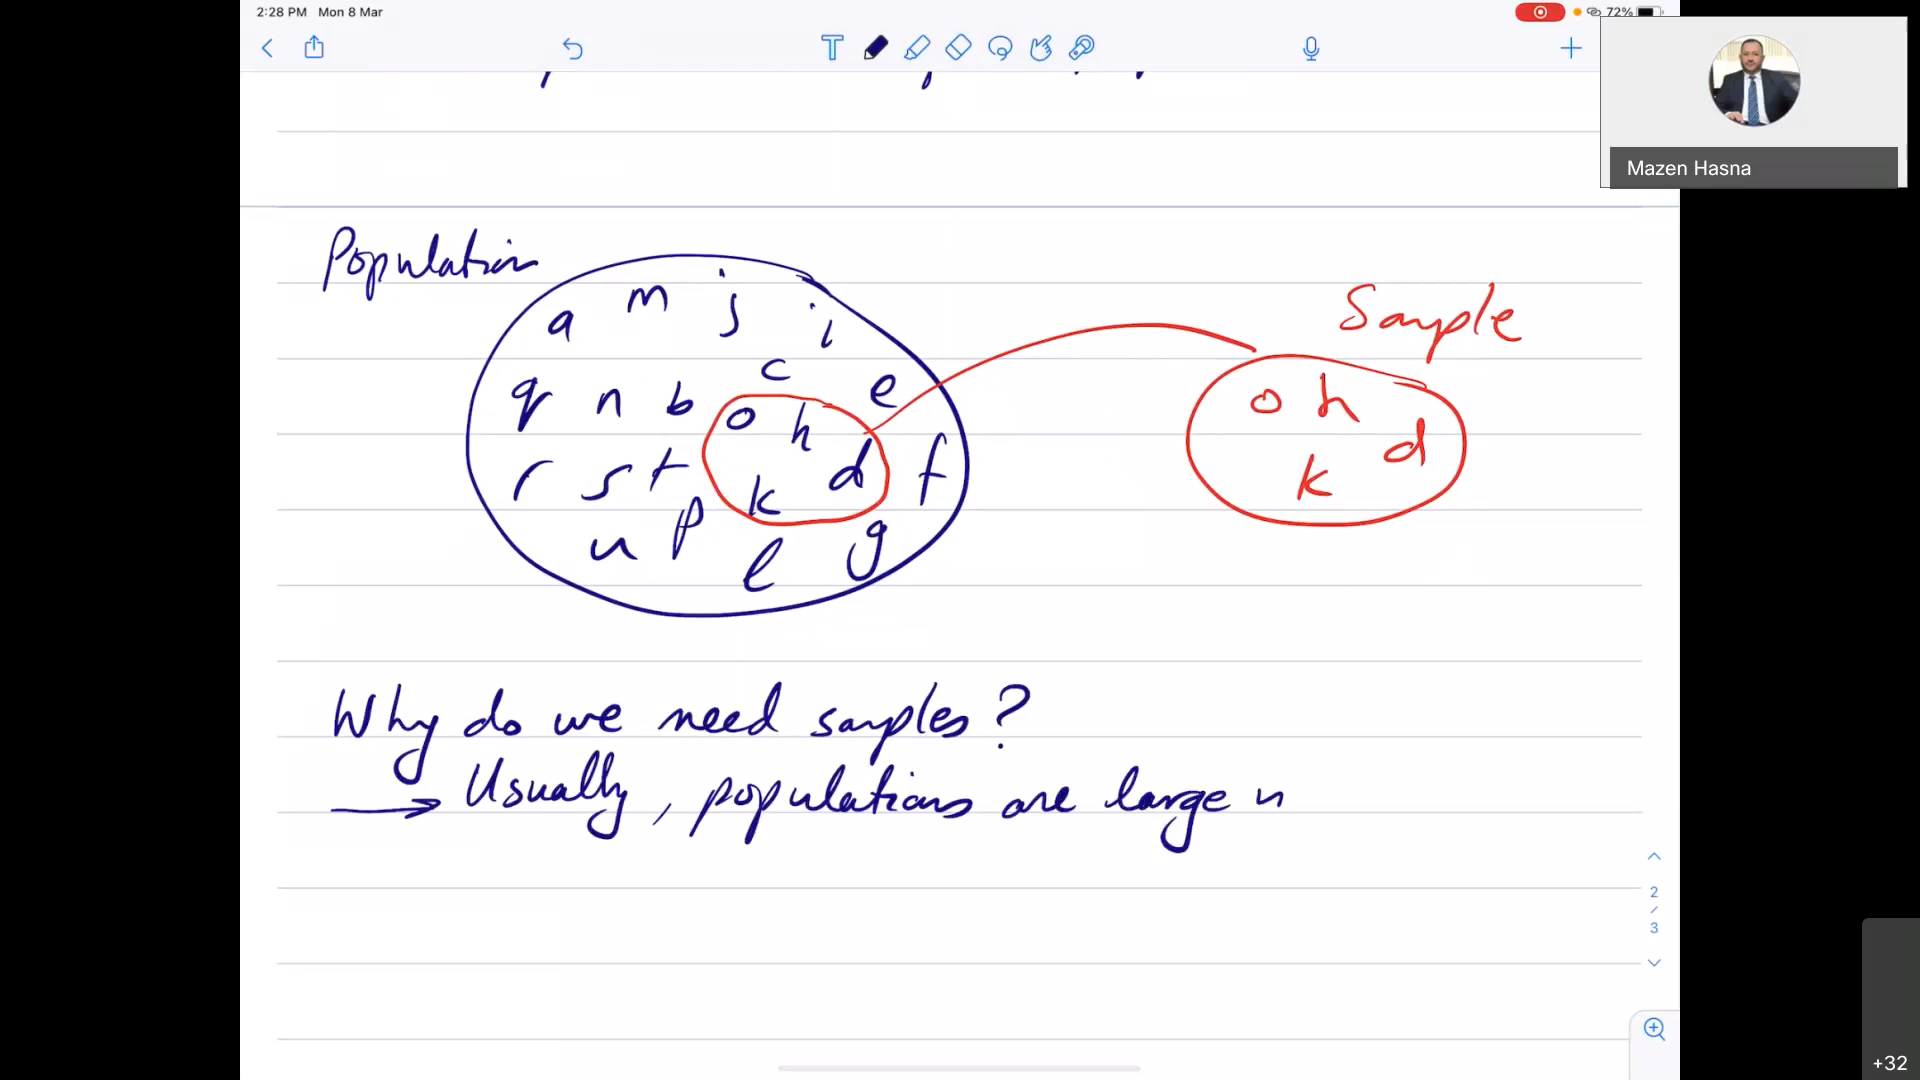 2:28 PM Mon 8 Mar
72%
Mazen Hasna
Population
Sample
a m j i
c
q n b o h e
r s t k d f
u p l g
o h
k d
Why do we need samples?
→ Usually, populations are large
2
/
3
+32